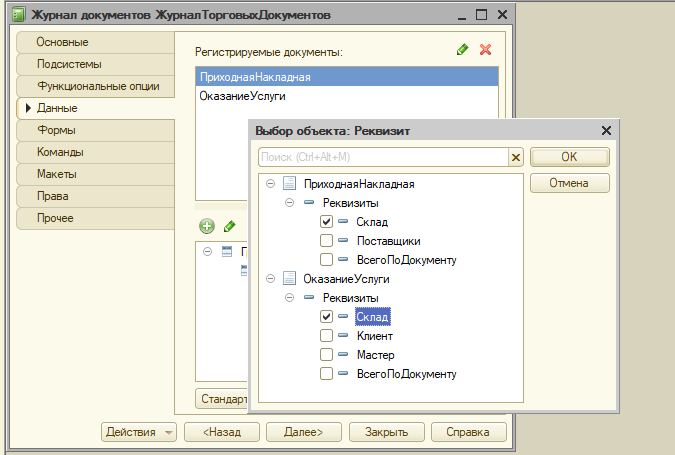 Журнал документов ЖурналТорговыхДокументов
Основные
Подсистемы
Функциональные опции
Данные
Формы
Команды
Макеты
Права
Прочее
Регистрируемые документы:
ПриходнаяНакладная
ОказаниеУслуги
Выбор объекта: Реквизит
Поиск (Ctrl+Alt+M)
OK
Отмена
ПриходнаяНакладная
Реквизиты
Склад
Поставщики
ВсегоПоДокументу
ОказаниеУслуги
Реквизиты
Склад
Клиент
Мастер
ВсегоПоДокументу
Стандарт
Действия
<Назад
Далее>
Закрыть
Справка